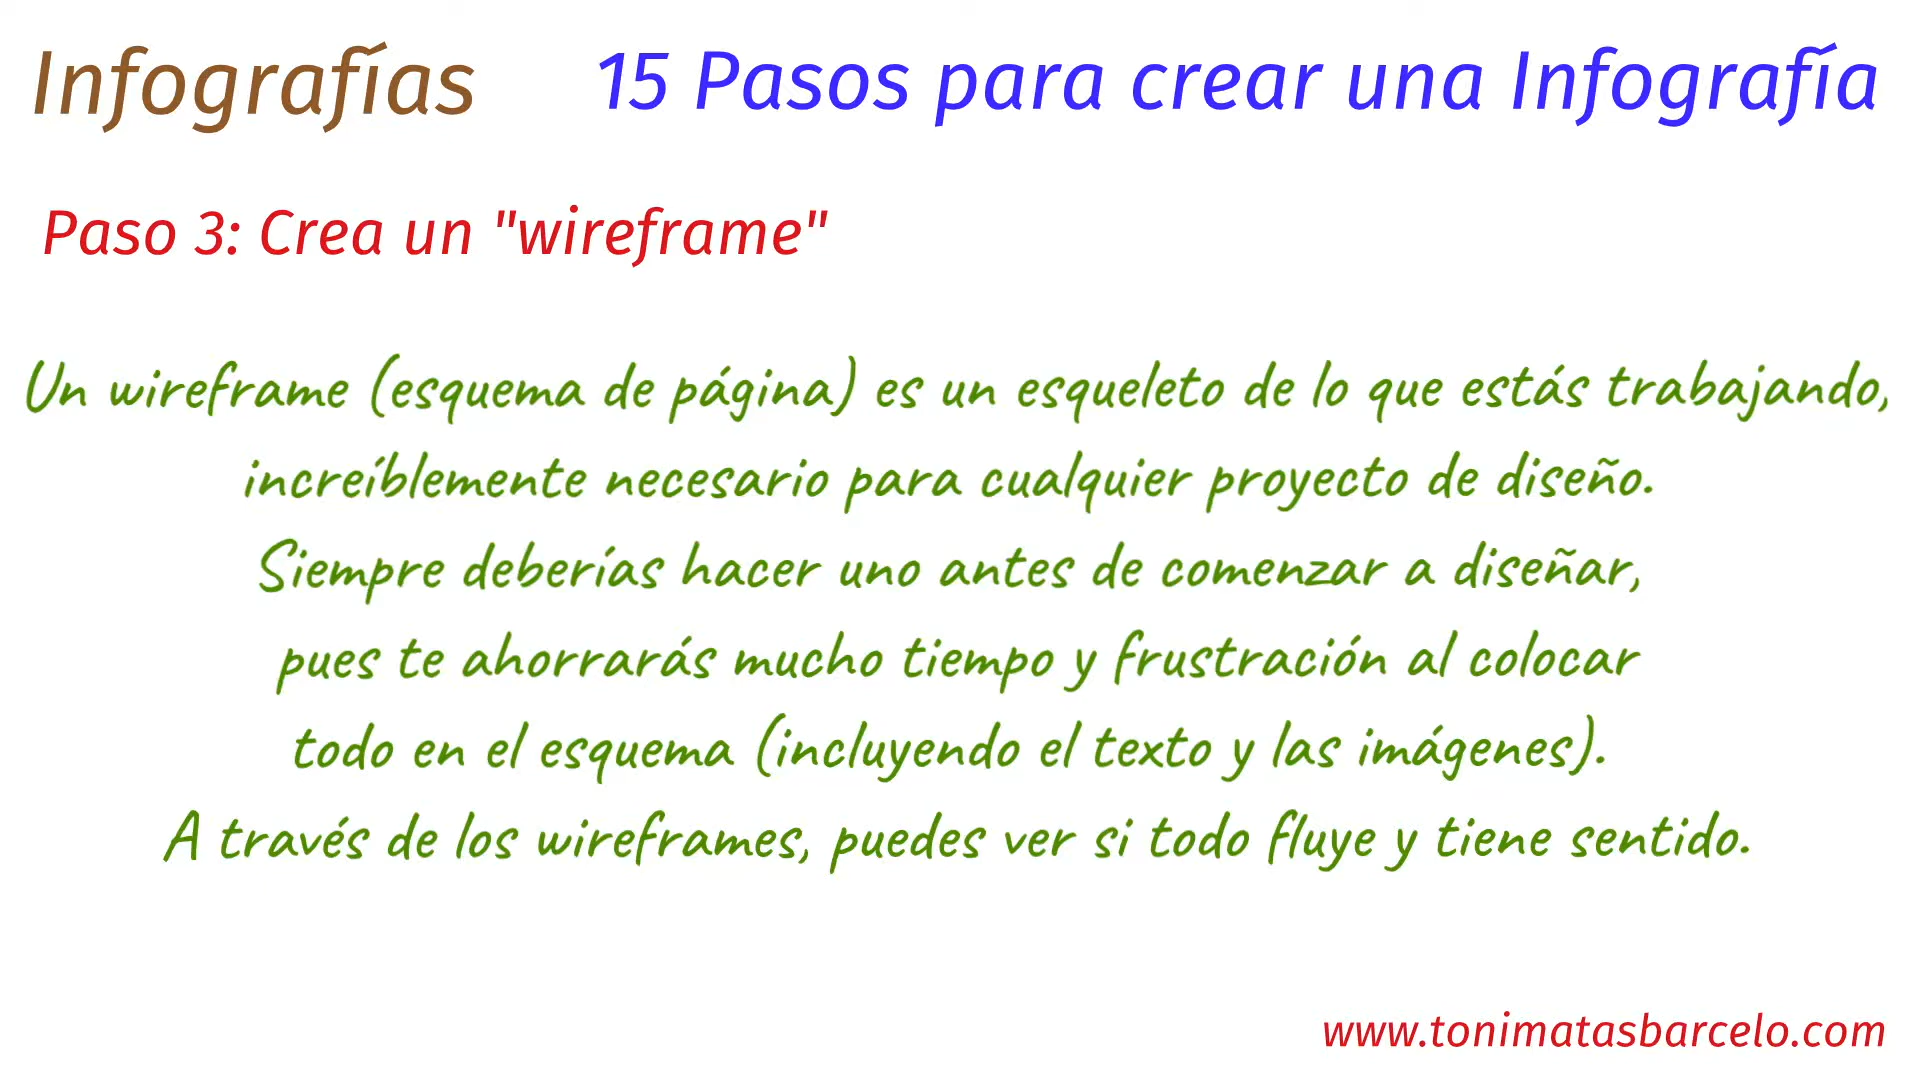 Infografías
15 Pasos para crear una Infografía
Paso 3: Crea un "wireframe"
Un wireframe (esquema de página) es un esqueleto de lo que estás trabajando,
increíblemente necesario para cualquier proyecto de diseño.
Siempre deberías hacer uno antes de comenzar a diseñar,
pues te ahorrarás mucho tiempo y frustración al colocar
todo en el esquema (incluyendo el texto y las imágenes).
A través de los wireframes, puedes ver si todo fluye y tiene sentido.
www.tonimatasbarcelo.com